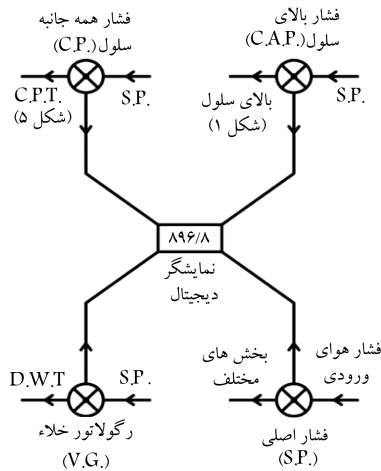 فشار همه جانبه
سلول (C.P.)
C.P.T.
(شکل ۵)
S.P.
فشار بالای
سلول (C.A.P.)
بالای سلول
(شکل ۱)
S.P.
۸۹۶/۸
نمایشگر
دیجیتال
D.W.T
S.P.
رگولاتور خلاء
(V.G.)
بخش های
مختلف
فشار هوای
ورودی
فشار اصلی
(S.P.)